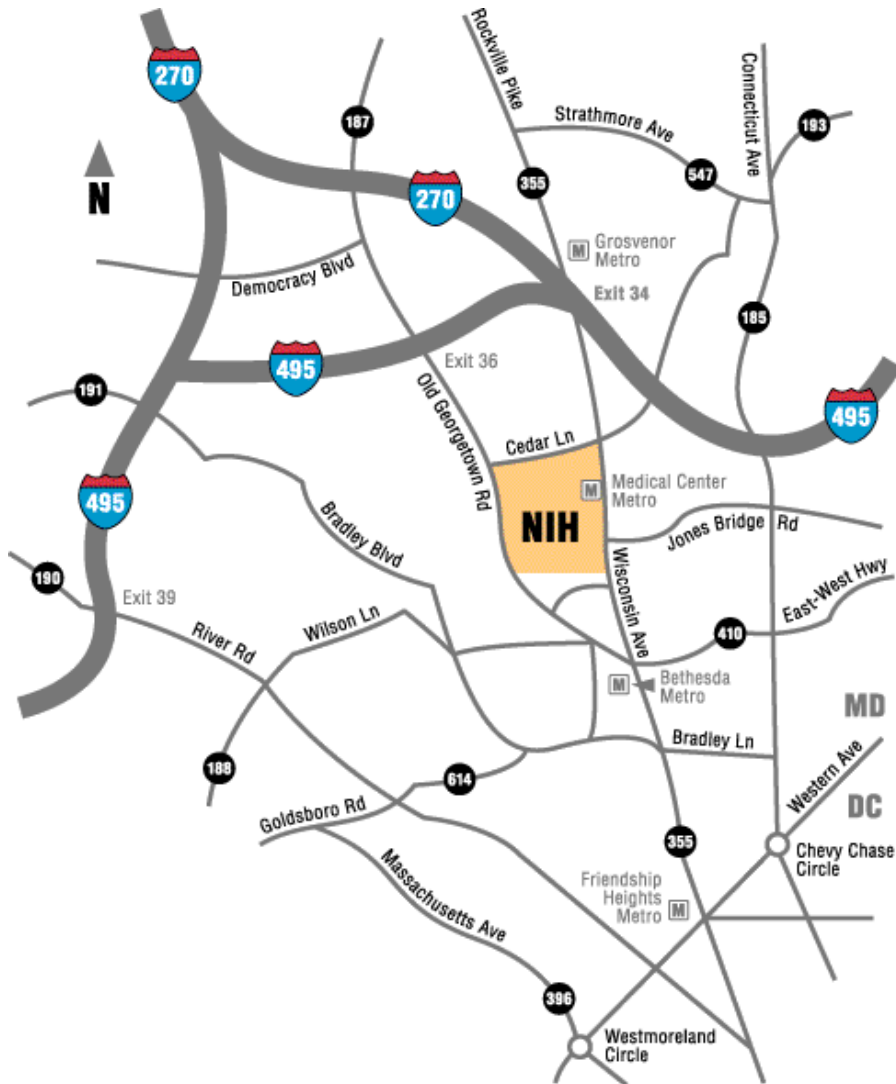 Rockville Pike
Connecticut Ave
270
187
Strathmore Ave
193
N
270
355
547
Grosvenor
Metro
Democracy Blvd
Exit 34
185
495
Exit 36
191
Old Georgetown Rd
495
Cedar Ln
495
Medical Center
Metro
NIH
Jones Bridge Rd
Bradley Blvd
Wisconsin Ave
190
Exit 39
East-West Hwy
River Rd
Wilson Ln
410
Bethesda
Metro
MD
188
614
Bradley Ln
Western Ave
DC
Goldsboro Rd
355
Chevy Chase
Circle
Massachusetts Ave
Friendship
Heights
Metro
396
Westmoreland
Circle
M
M
M
M